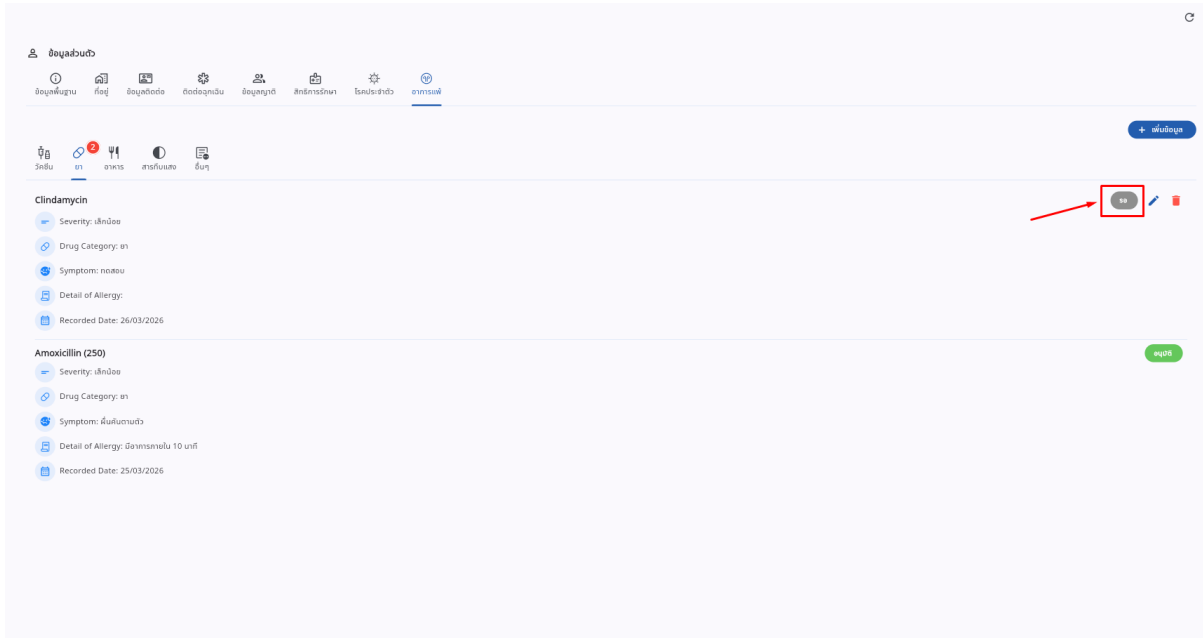 ข้อมูลส่วนตัว
ข้อมูลพื้นฐาน ที่อยู่ ข้อมูลติดต่อ ติดต่อฉุกเฉิน ข้อมูลญาติ สิทธิการรักษา โรคประจำตัว อาการแพ้
+ เพิ่มข้อมูล
2
วัคซีน ยา อาหาร สารทึบแสง อื่นๆ
Clindamycin รอ
Severity: เล็กน้อย
Drug Category: ยา
Symptom: ทดสอบ
Detail of Allergy:
Recorded Date: 26/03/2026
Amoxicillin (250) อนุมัติ
Severity: เล็กน้อย
Drug Category: ยา
Symptom: ผื่นคันตามตัว
Detail of Allergy: มีอาการภายใน 10 นาที
Recorded Date: 25/03/2026